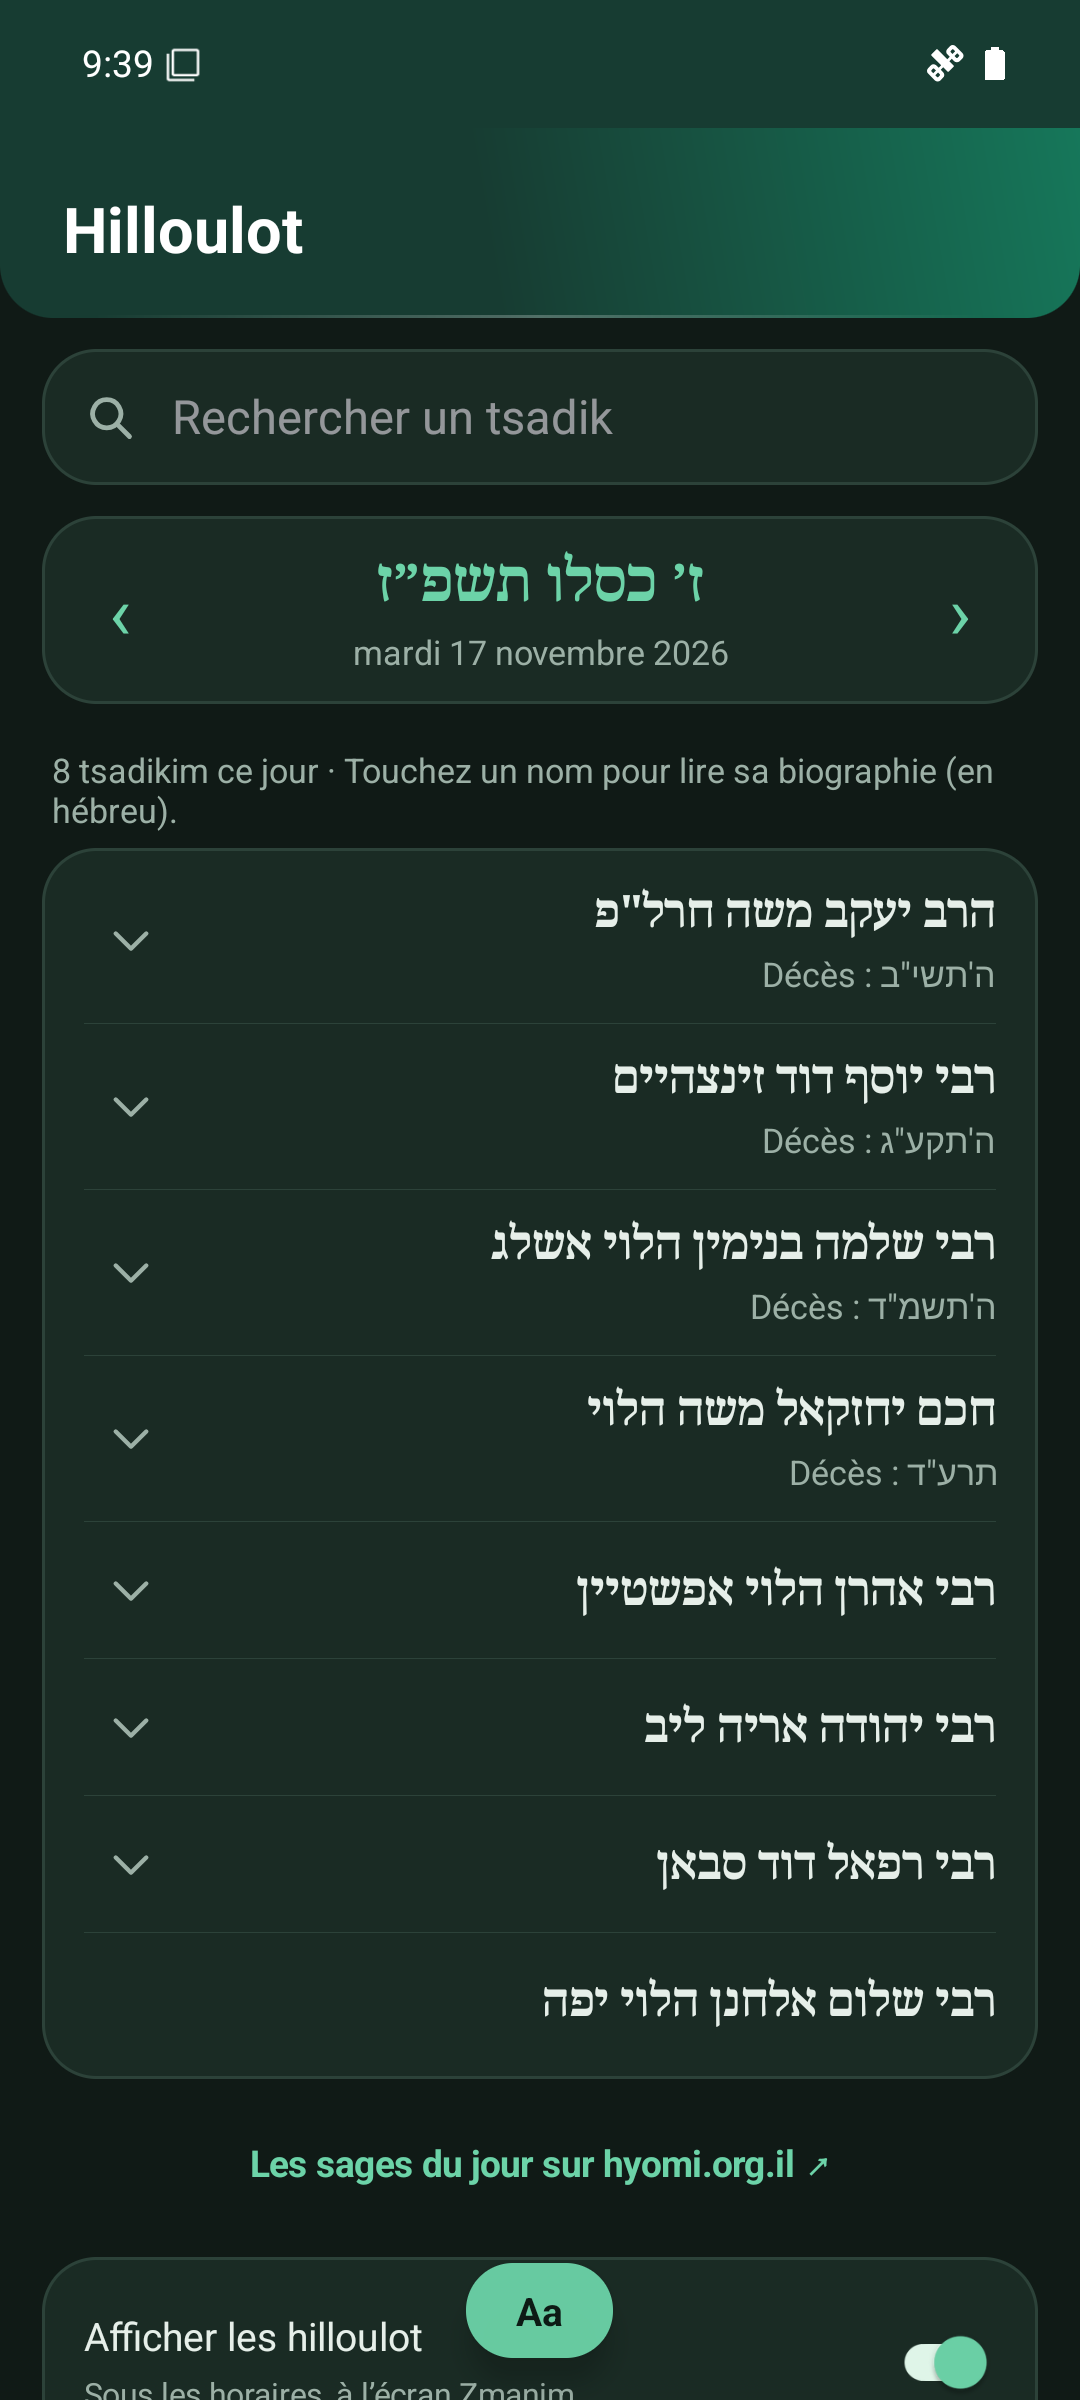 9:39
Hilloulot
Rechercher un tsadik
ז׳ כסלו תשפ״ז
mardi 17 novembre 2026
8 tsadikim ce jour · Touchez un nom pour lire sa biographie (en
hébreu).
הרב יעקב משה חרל"פ
Décès : ה'תשי"ב
רבי יוסף דוד זינצהיים
Décès : ה'תקע"ג
רבי שלמה בנימין הלוי אשלג
Décès : ה'תשמ"ד
חכם יחזקאל משה הלוי
Décès : תרע"ד
רבי אהרן הלוי אפשטיין
רבי יהודה אריה ליב
רבי רפאל דוד סבאן
רבי שלום אלחנן הלוי יפה
Les sages du jour sur hyomi.org.il ↗
Aa
Afficher les hilloulot
Sous les horaires, à l’écran Zmanim